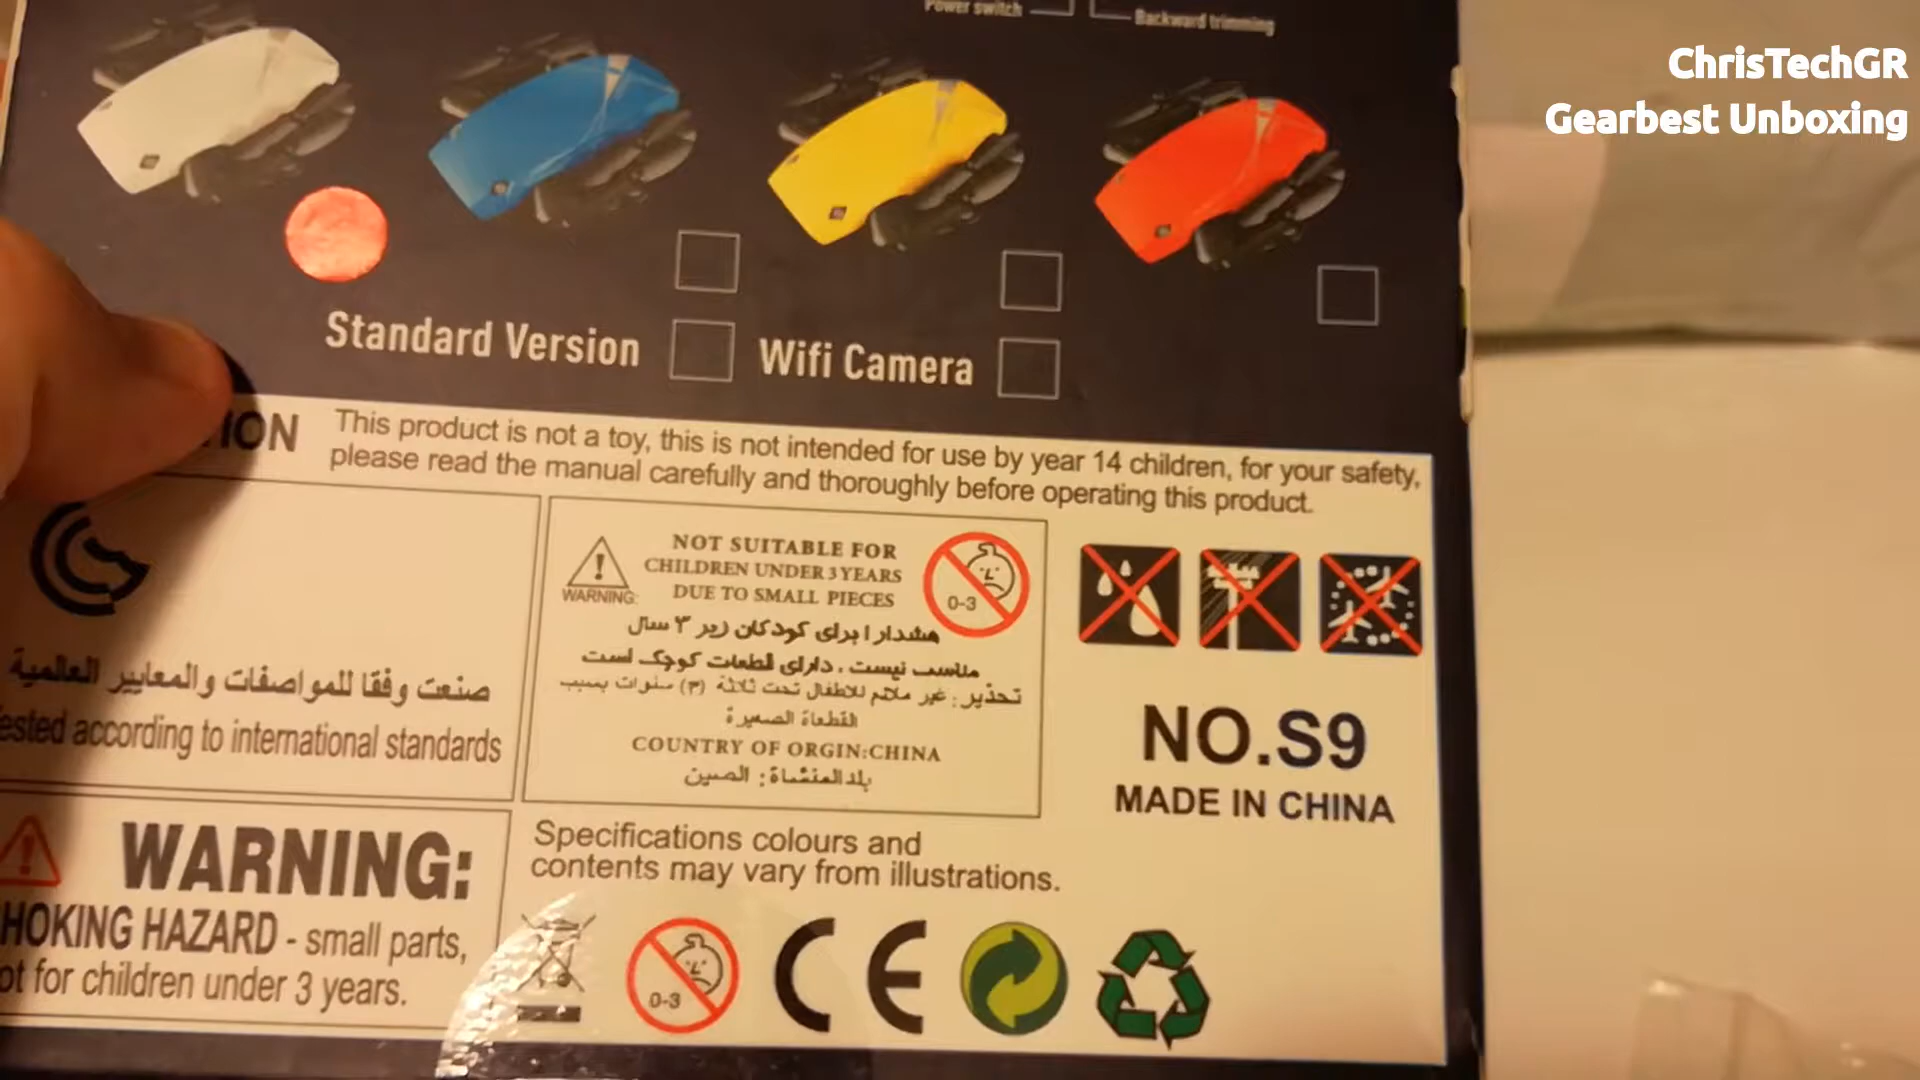 ChrisTechGR
Gearbest Unboxing
Power switch
Backward trimming
Standard Version
Wifi Camera
This product is not a toy, this is not intended for use by year 14 children, for your safety,
please read the manual carefully and thoroughly before operating this product.
صنعت وفقا للمواصفات والمعايير العالمية
according to international standards
WARNING:
HAZARD - small parts,
for children under 3 years.
WARNING:
NOT SUITABLE FOR
CHILDREN UNDER 3 YEARS
DUE TO SMALL PIECES
0-3
هشدار ! برای کودکان زیر ۳ سال
مناسب نیست . دارای قطعات کوچک است
تحذير : غير ملائم للاطفال تحت ثلاثة (٣) سنوات بسبب
القطعاة الصغيرة
COUNTRY OF ORGIN:CHINA
بلد المنشاة : الصين
NO.S9
MADE IN CHINA
Specifications colours and
contents may vary from illustrations.
0-3
CE